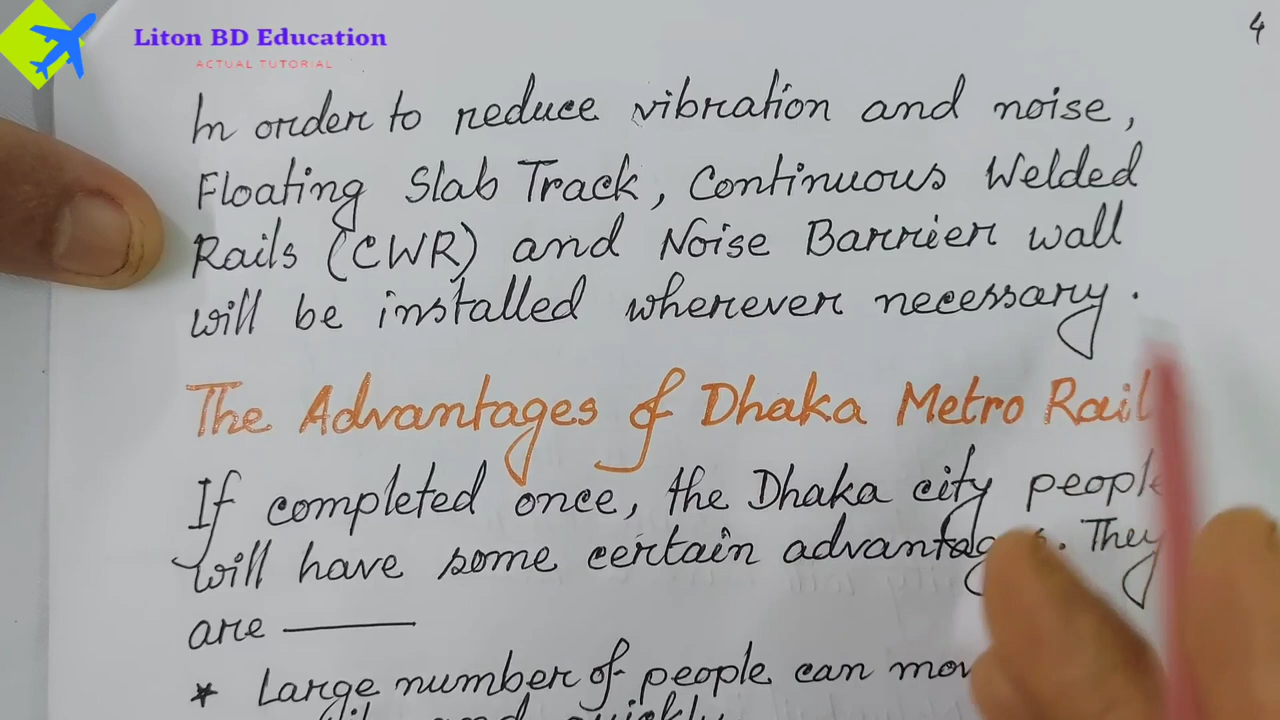 Liton BD Education
ACTUAL TUTORIAL
4
In order to reduce vibration and noise,
Floating Slab Track, Continuous Welded
Rails (CWR) and Noise Barrier wall
will be installed wherever necessary.
The Advantages of Dhaka Metro Rail
If completed once, the Dhaka city people
will have some certain advantages. They
are ———
* Large number of people can
and quickly